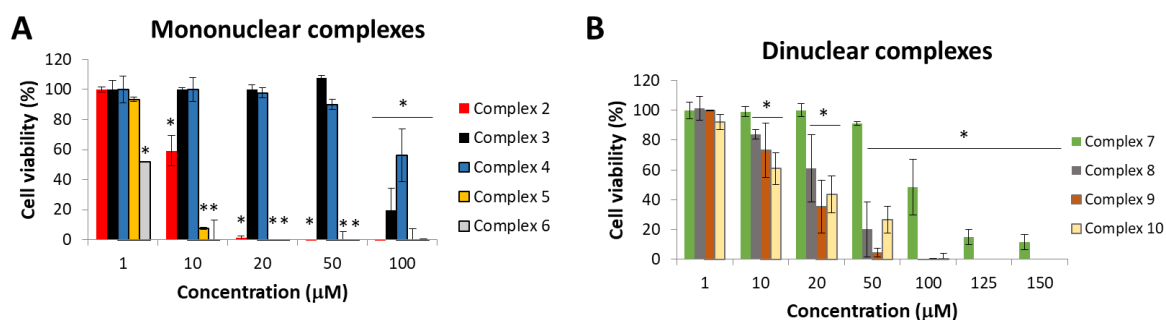 A
Mononuclear complexes
Cell viability (%)
120
100
80
60
40
20
0
*
*
* *
*
* *
*
* *
*
1 10 20 50 100
Concentration (μM)
Complex 2
Complex 3
Complex 4
Complex 5
Complex 6
B
Dinuclear complexes
Cell viability (%)
120
100
80
60
40
20
0
*
*
*
1 10 20 50 100 125 150
Concentration (μM)
Complex 7
Complex 8
Complex 9
Complex 10